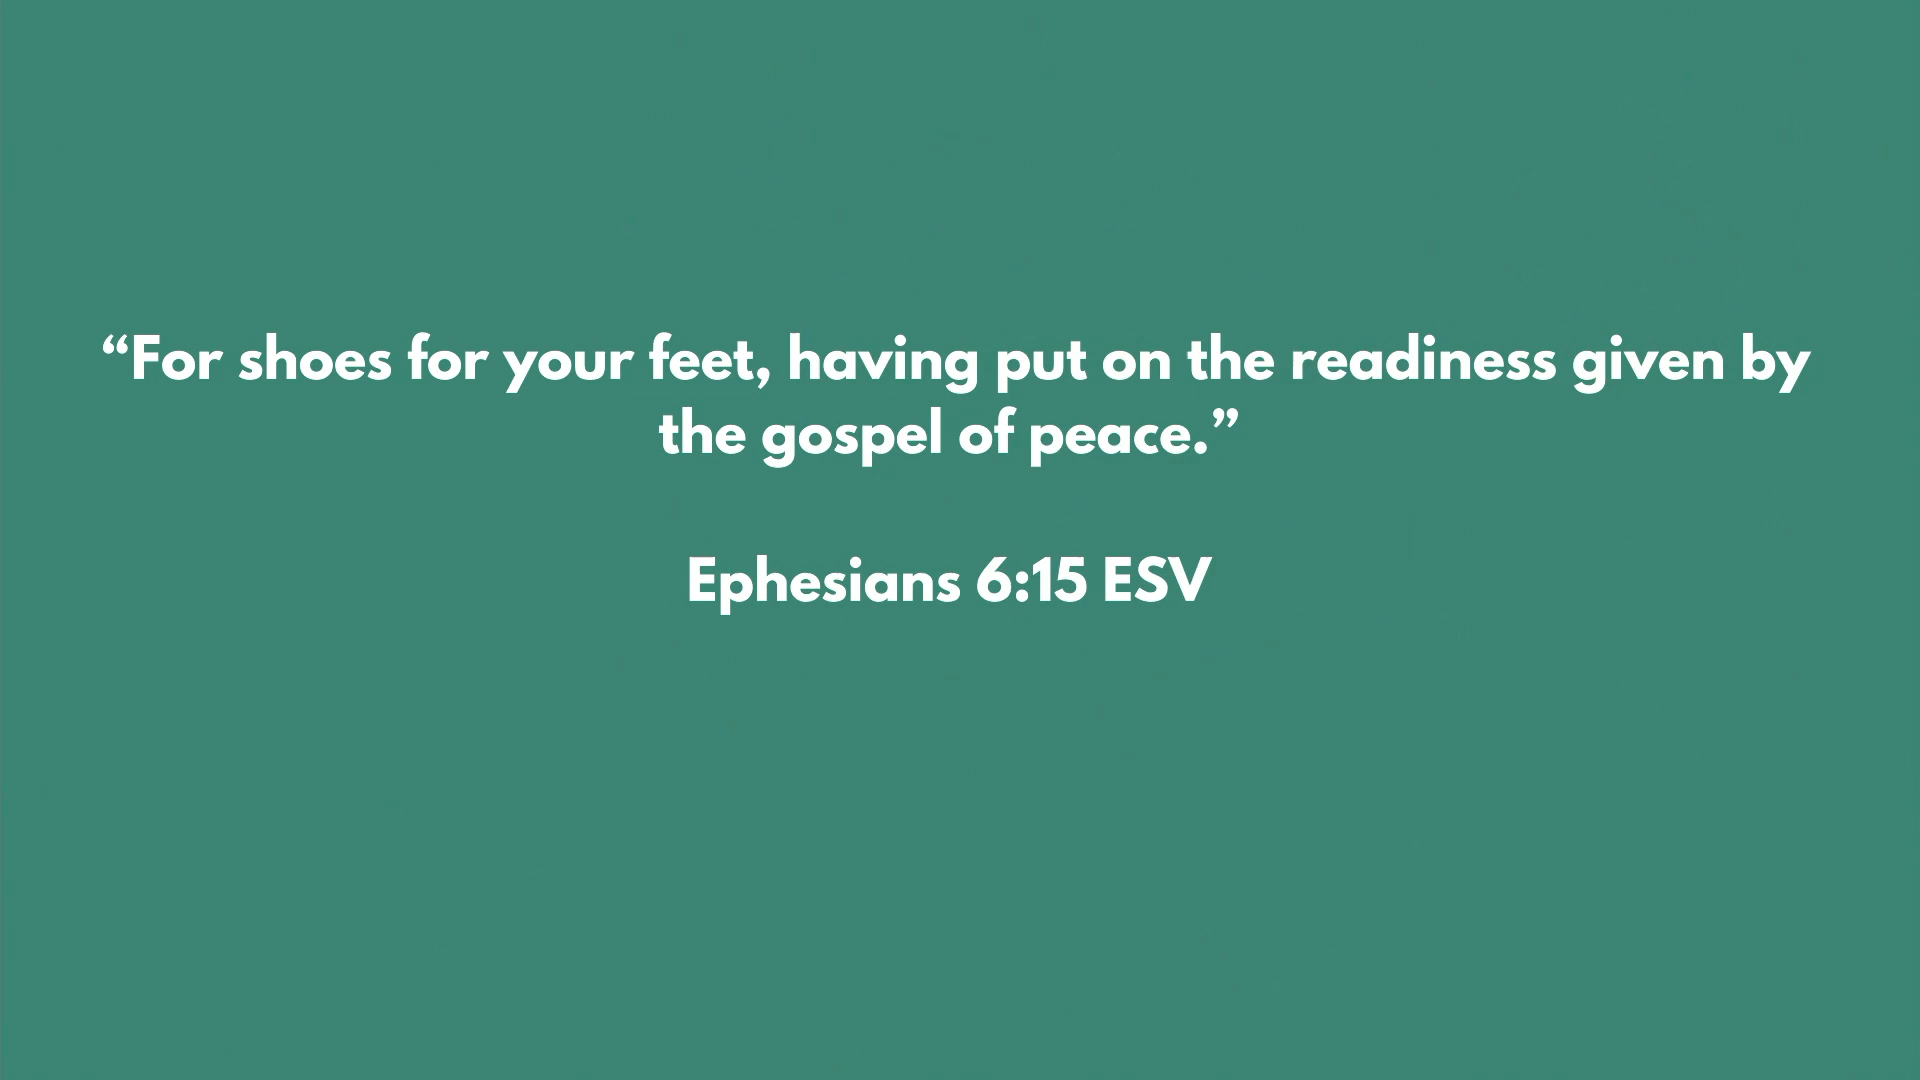 “For shoes for your feet, having put on the readiness given by
the gospel of peace.”
Ephesians 6:15 ESV